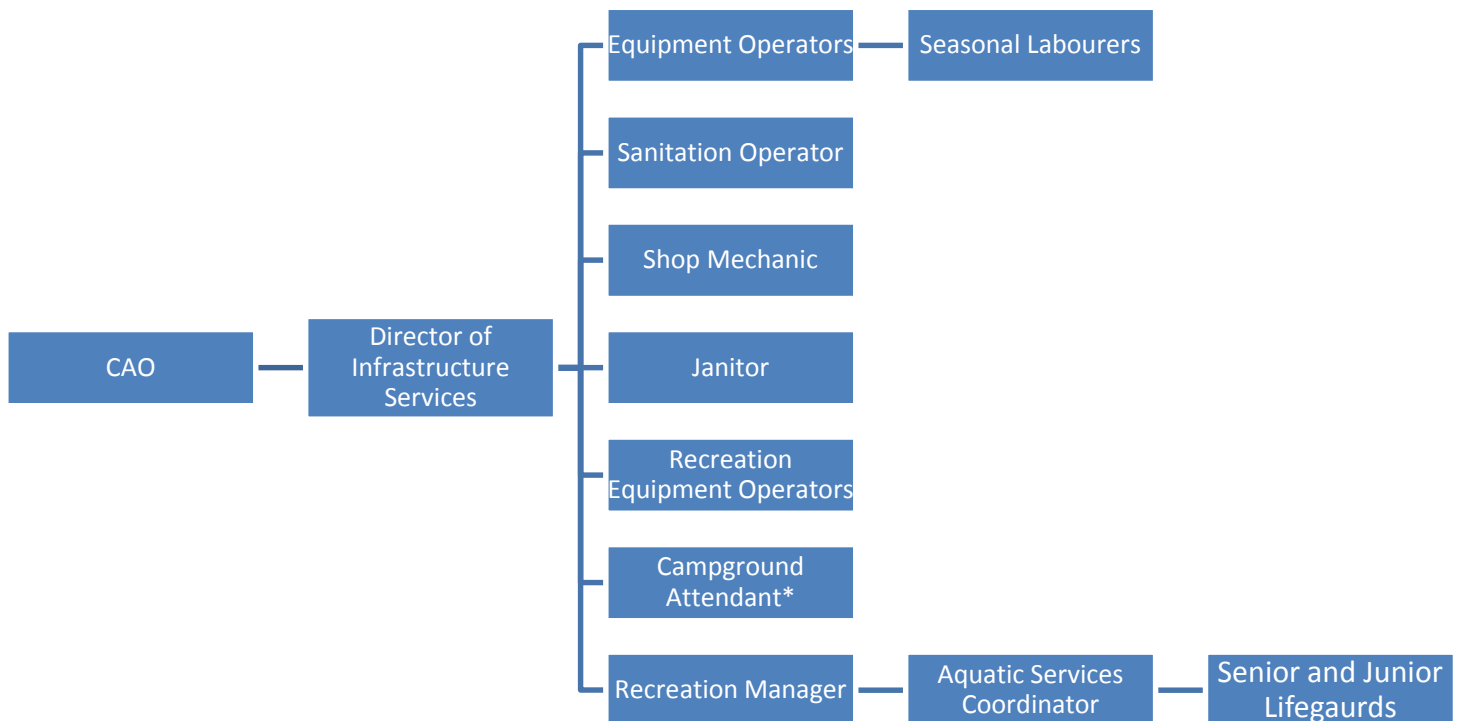 Equipment Operators
Seasonal Labourers
Sanitation Operator
Shop Mechanic
CAO
Director of
Infrastructure
Services
Janitor
Recreation
Equipment Operators
Campground
Attendant*
Recreation Manager
Aquatic Services
Coordinator
Senior and Junior
Lifegaurds